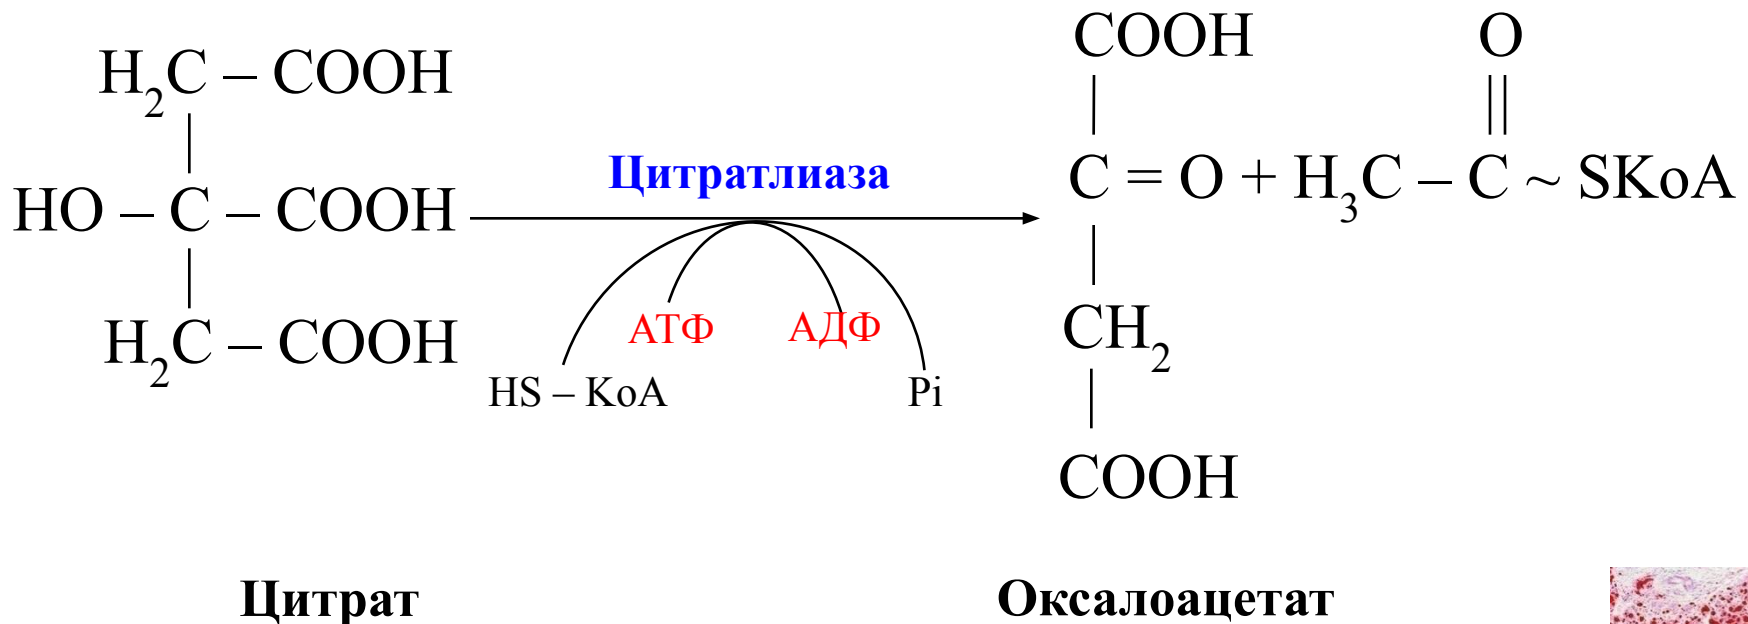 H₂C – COOH
HO – C – COOH
H₂C – COOH
Цитратлиаза
АТФ
АДФ
HS – KoA
Pi
COOH
O
C = O + H₃C – C ~ SKoA
CH₂
COOH
Цитрат
Оксалоацетат